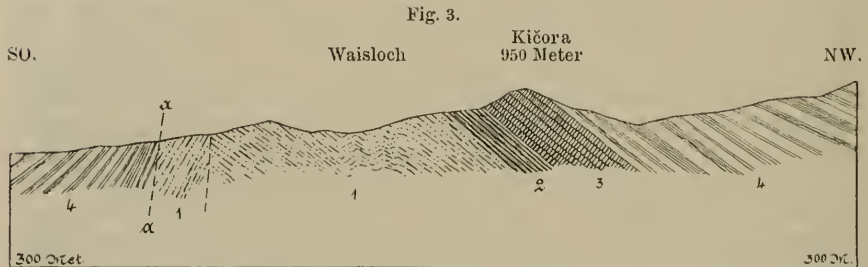 Fig. 3.
Kičora
SO. Waisloch 950 Meter NW.
α
4 1 1 2 3 4
α
300 Met. 300 M.